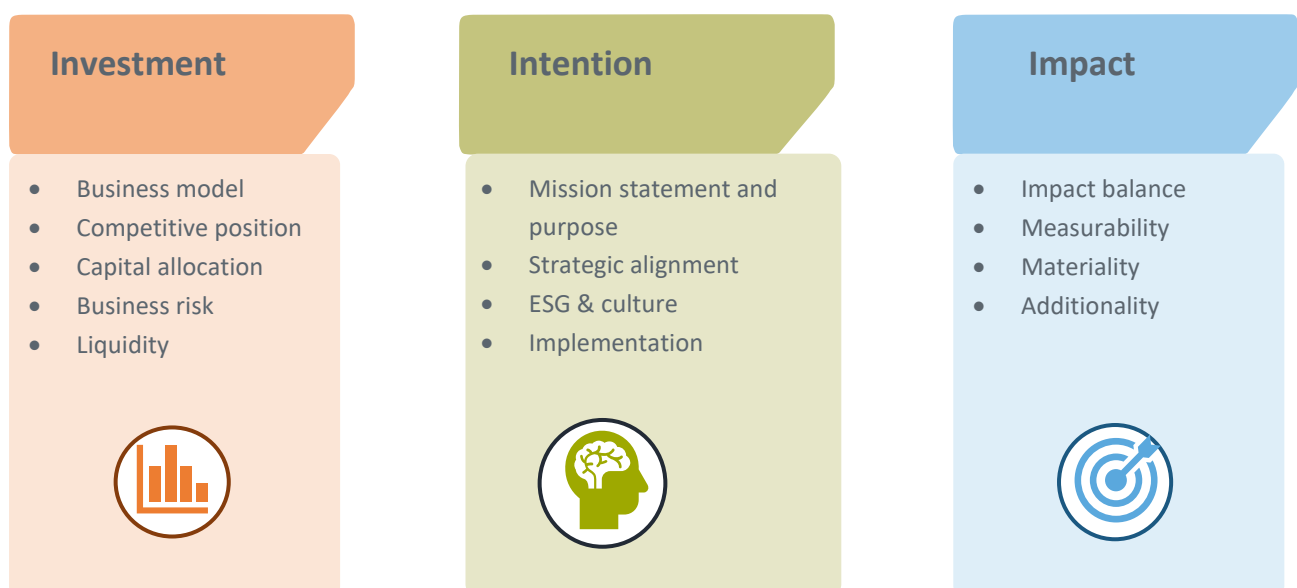 Investment
• Business model
• Competitive position
• Capital allocation
• Business risk
• Liquidity
Intention
• Mission statement and
purpose
• Strategic alignment
• ESG & culture
• Implementation
Impact
• Impact balance
• Measurability
• Materiality
• Additionality